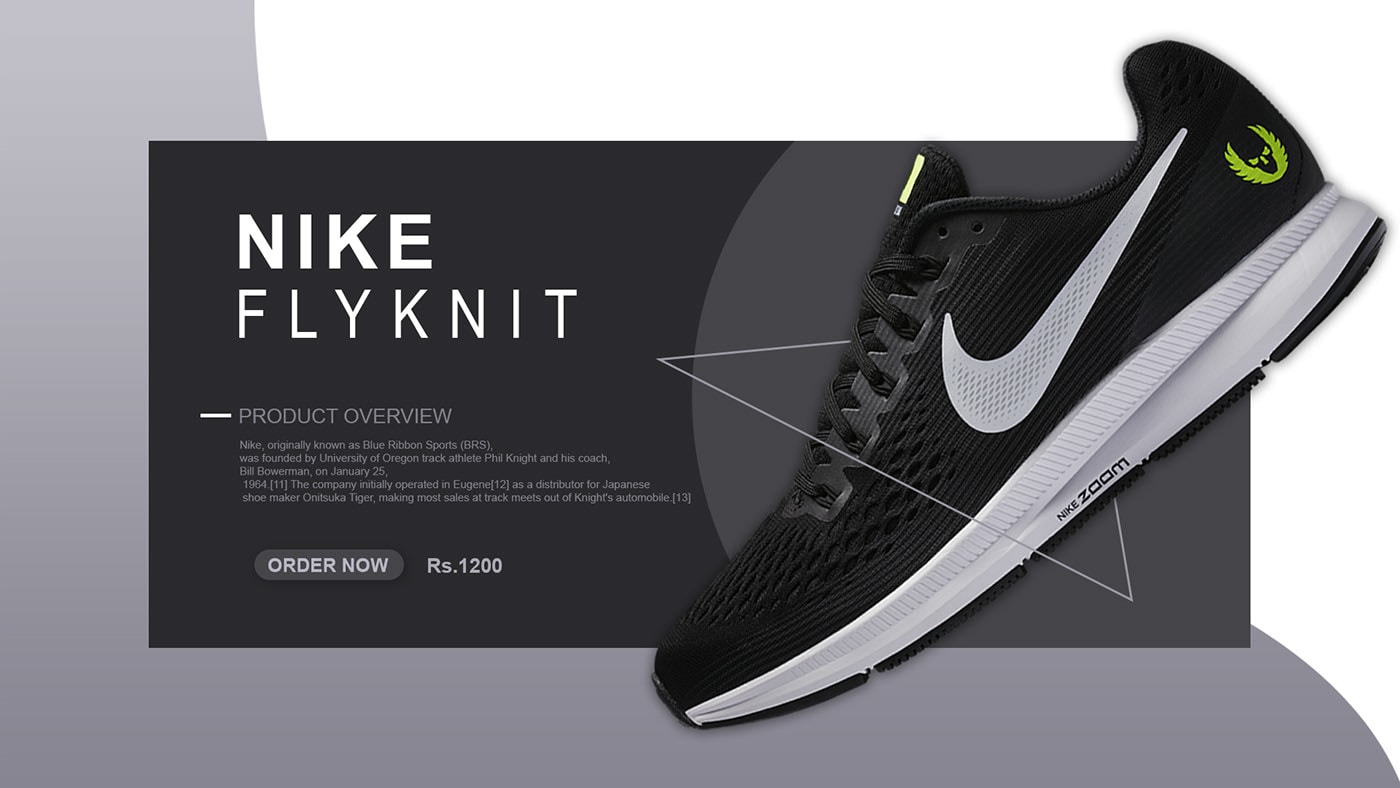 NIKE
FLYKNIT
PRODUCT OVERVIEW
Nike, originally known as Blue Ribbon Sports (BRS),
was founded by University of Oregon track athlete Phil Knight and his coach,
Bill Bowerman, on January 25,
1964.[11] The company initially operated in Eugene[12] as a distributor for Japanese
shoe maker Onitsuka Tiger, making most sales at track meets out of Knight's automobile.[13]
ORDER NOW Rs.1200
NIKE ZOOM